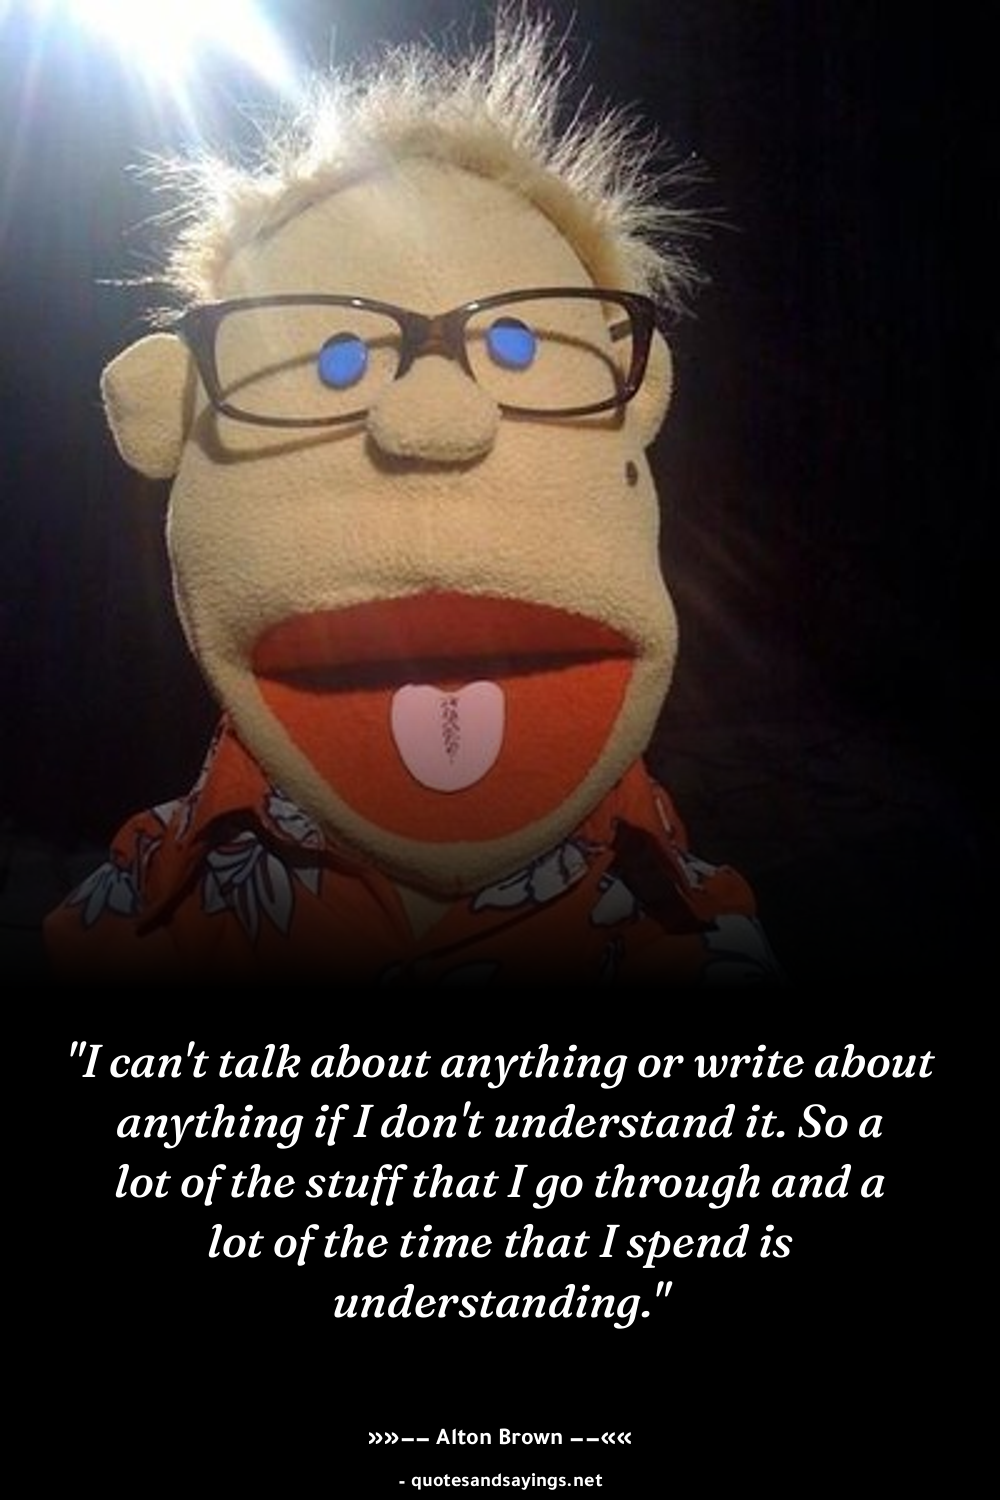 "I can't talk about anything or write about
anything if I don't understand it. So a
lot of the stuff that I go through and a
lot of the time that I spend is
understanding."
»»–– Alton Brown ––««
- quotesandsayings.net